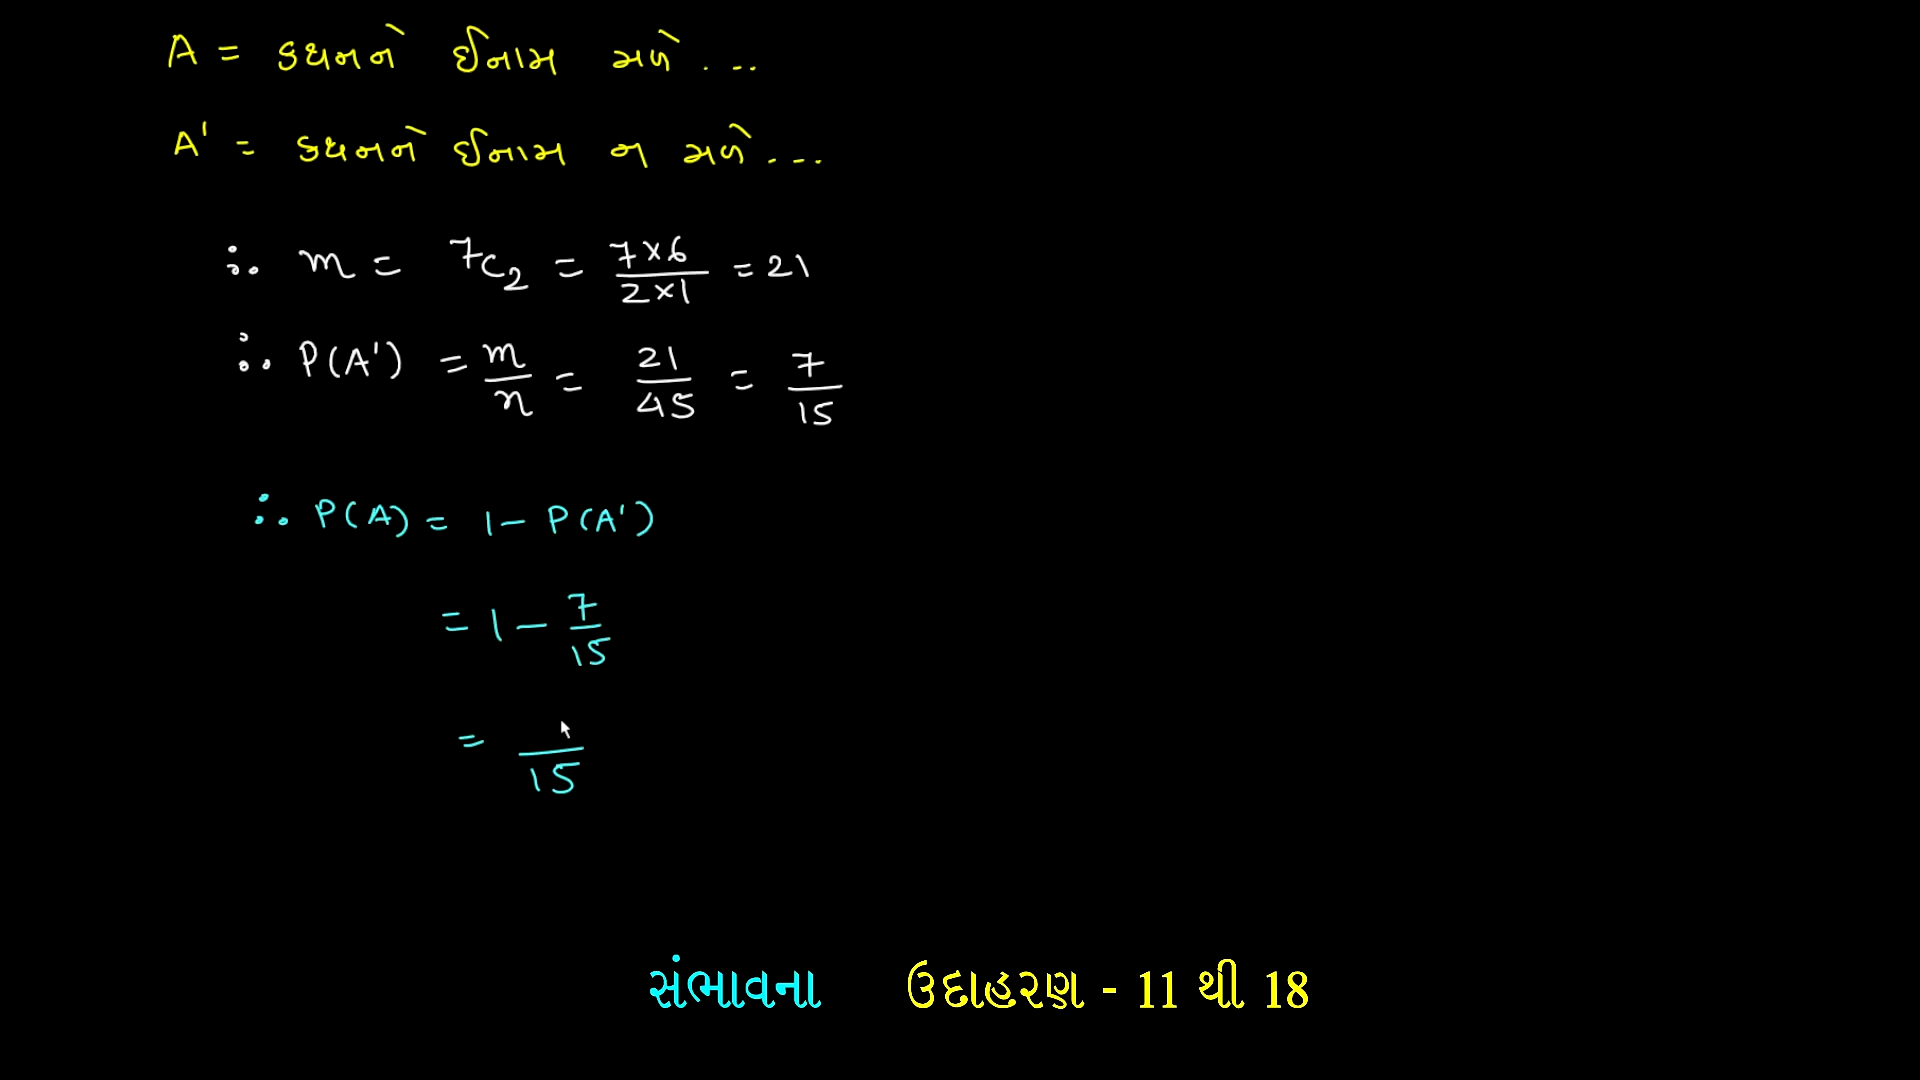 A = કથનને ઈનામ મળે ...
A' = કથનને ઈનામ ન મળે ...
∴ m = 7C2 = 7×6 / 2×1 = 21
∴ P(A') = m/n = 21/45 = 7/15
∴ P(A) = 1 - P(A')
= 1 - 7/15
= /15
સંભાવના ઉદાહરણ - 11 થી 18